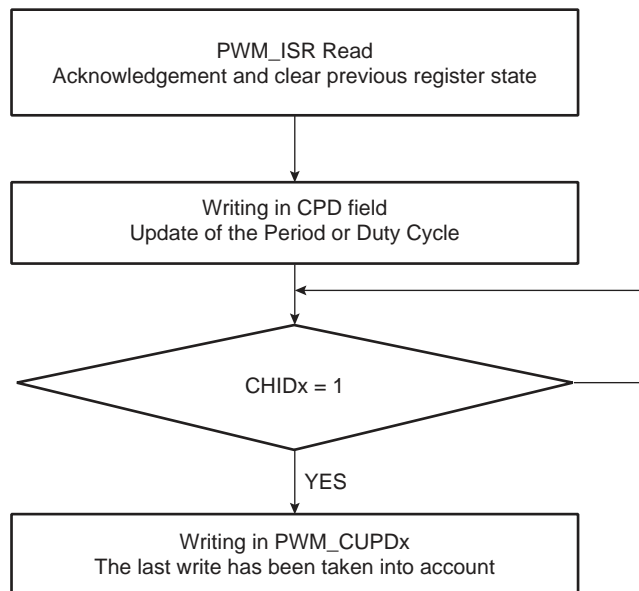 PWM_ISR Read
Acknowledgement and clear previous register state
Writing in CPD field
Update of the Period or Duty Cycle
CHIDx = 1
YES
Writing in PWM_CUPDx
The last write has been taken into account